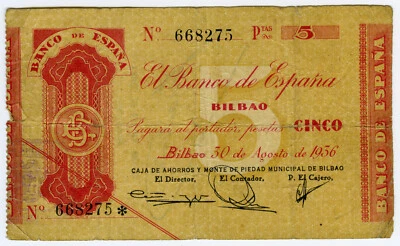 BANCO DE ESPAÑA
Nº 668275 PTAS 5
El Banco de España
BILBAO
Pagará al portador, pesetas CINCO
5
Bilbao 30 de Agosto de 1936
CAJA DE AHORROS Y MONTE DE PIEDAD MUNICIPAL DE BILBAO
El Director, El Contador, P. El Cajero,
Nº 668275*
BANCO DE ESPAÑA